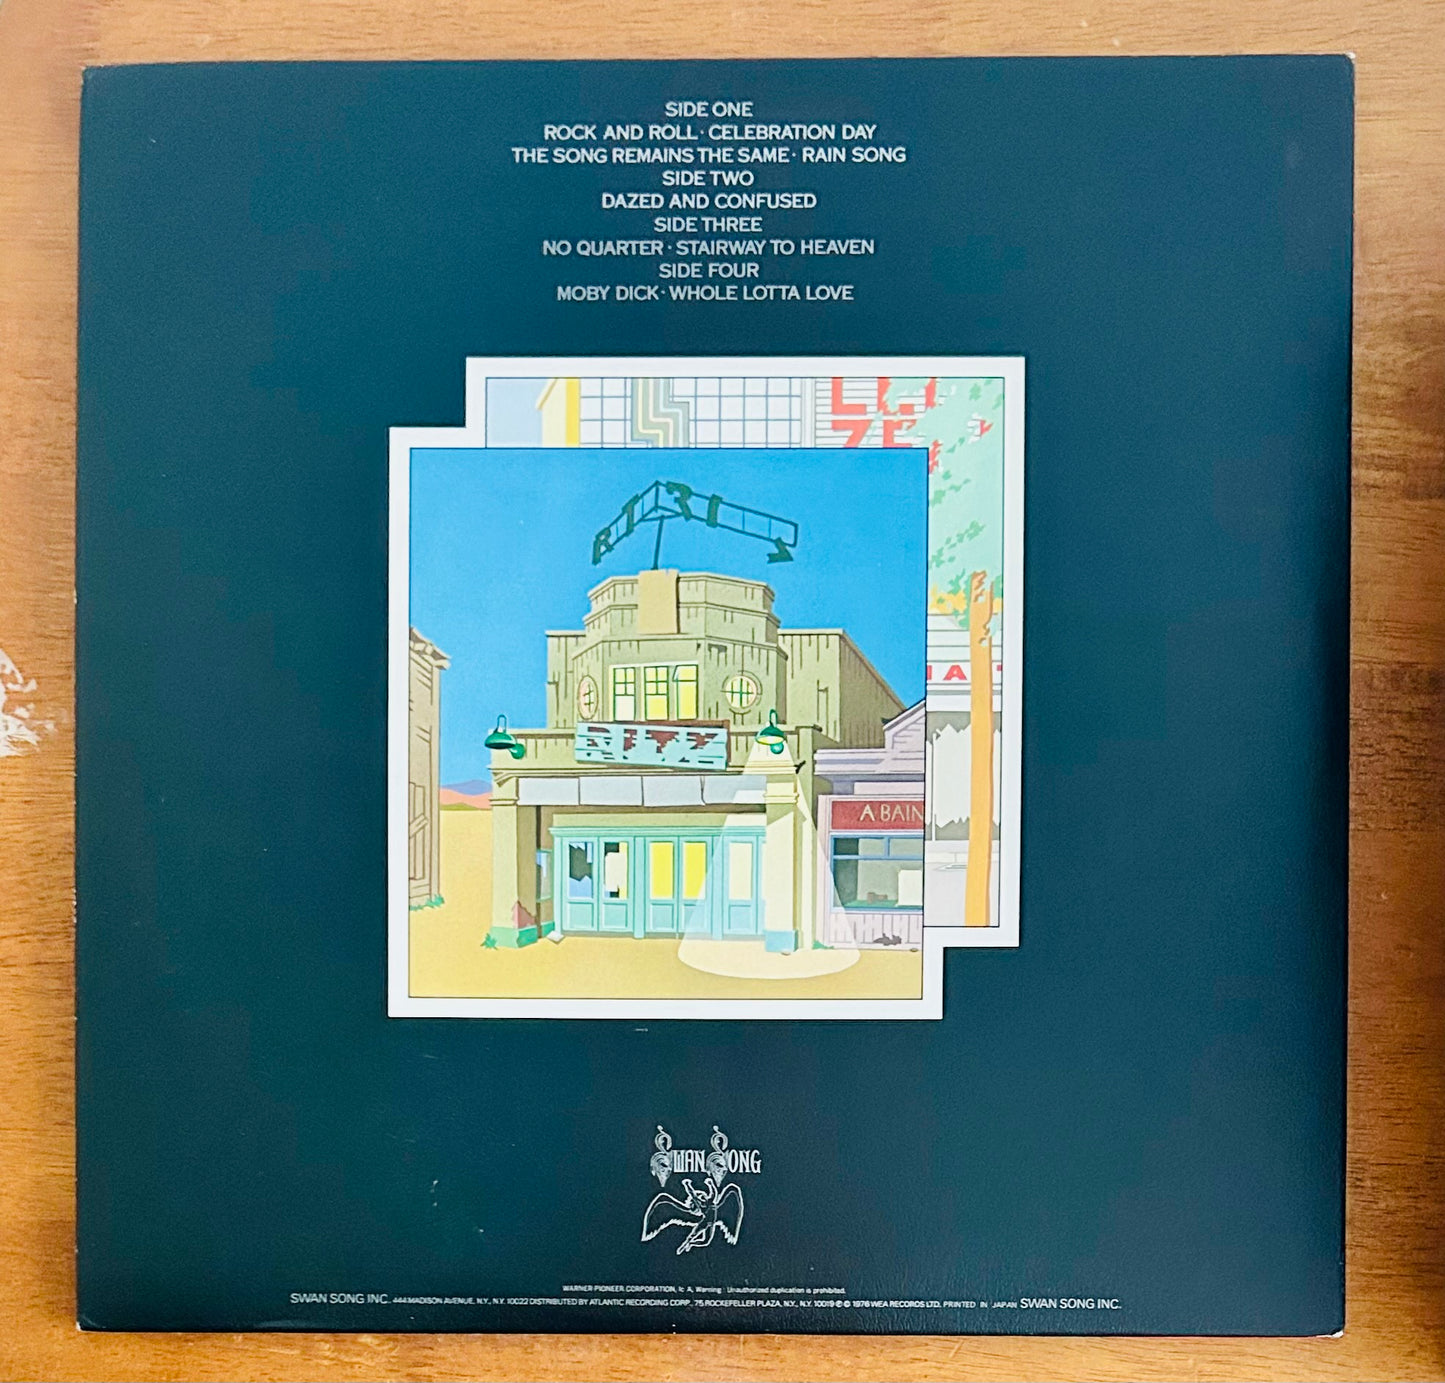 SIDE ONE
ROCK AND ROLL · CELEBRATION DAY
THE SONG REMAINS THE SAME · RAIN SONG
SIDE TWO
DAZED AND CONFUSED
SIDE THREE
NO QUARTER · STAIRWAY TO HEAVEN
SIDE FOUR
MOBY DICK · WHOLE LOTTA LOVE
RITZ
A BAIN
SWAN SONG
WARNER PIONEER CORPORATION, Warning : Unauthorized duplication is prohibited.
SWAN SONG INC. 444 MADISON AVENUE, N.Y., N.Y. 10022 DISTRIBUTED BY ATLANTIC RECORDING CORP., 75 ROCKEFELLER PLAZA, N.Y., N.Y. 10019 ℗ © 1976 WEA RECORDS LTD. PRINTED IN JAPAN SWAN SONG INC.